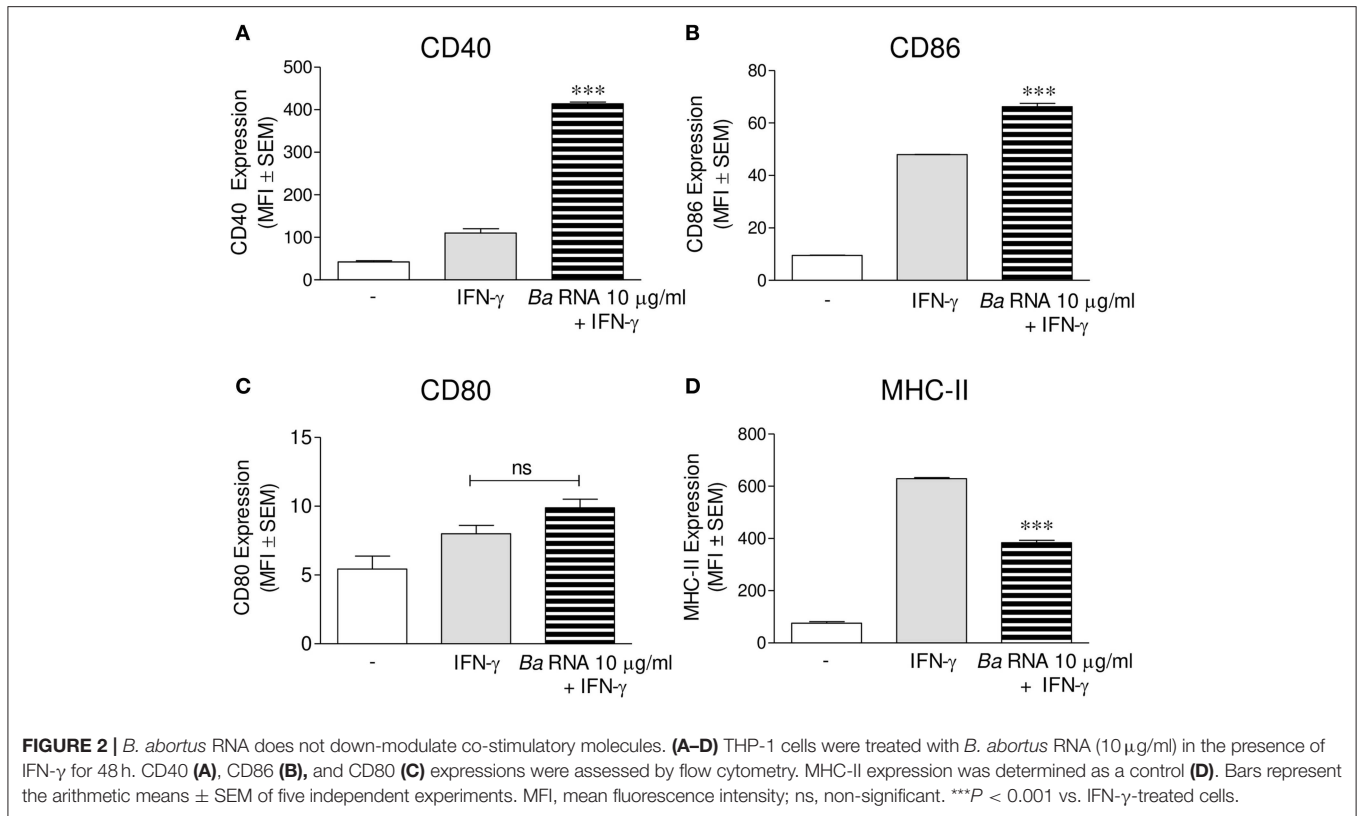 A
CD40
500
400
300
200
100
0
CD40 Expression
(MFI ± SEM)
***
-
IFN-γ
Ba RNA 10 μg/ml
+ IFN-γ
B
CD86
80
60
40
20
0
CD86 Expression
(MFI ± SEM)
***
-
IFN-γ
Ba RNA 10 μg/ml
+ IFN-γ
C
CD80
15
10
5
0
CD80 Expression
(MFI ± SEM)
ns
-
IFN-γ
Ba RNA 10 μg/ml
+ IFN-γ
D
MHC-II
800
600
400
200
0
MHC-II Expression
(MFI ± SEM)
***
-
IFN-γ
Ba RNA 10 μg/ml
+ IFN-γ
FIGURE 2 | B. abortus RNA does not down-modulate co-stimulatory molecules. (A–D) THP-1 cells were treated with B. abortus RNA (10 μg/ml) in the presence of
IFN-γ for 48 h. CD40 (A), CD86 (B), and CD80 (C) expressions were assessed by flow cytometry. MHC-II expression was determined as a control (D). Bars represent
the arithmetic means ± SEM of five independent experiments. MFI, mean fluorescence intensity; ns, non-significant. ***P < 0.001 vs. IFN-γ-treated cells.